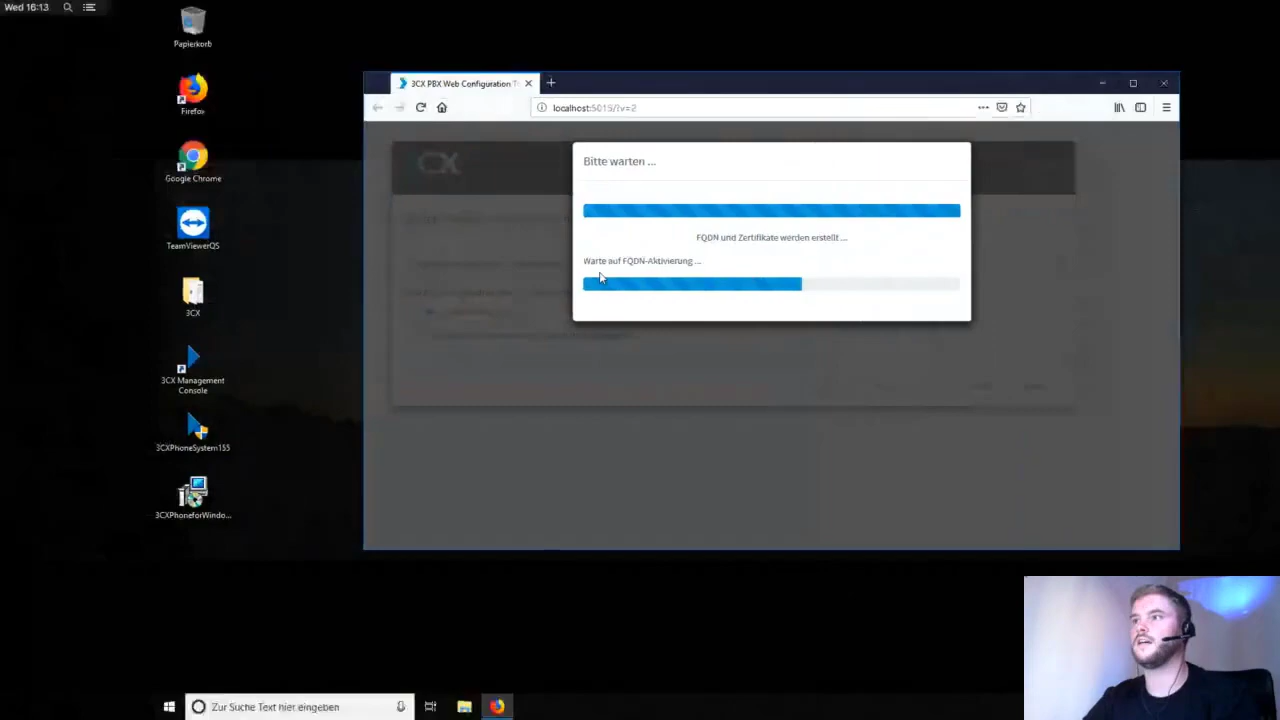 Wed 16:13
Papierkorb
Firefox
Google Chrome
TeamViewerQS
3CX
3CX Management
Console
3CXPhoneSystem155
3CXPhoneforWindo...
3CX PBX Web Configuration T
localhost:5015/?v=2
CX
Bitte warten ...
FQDN und Zertifikate werden erstellt ...
Warte auf FQDN-Aktivierung ...
Zur Suche Text hier eingeben